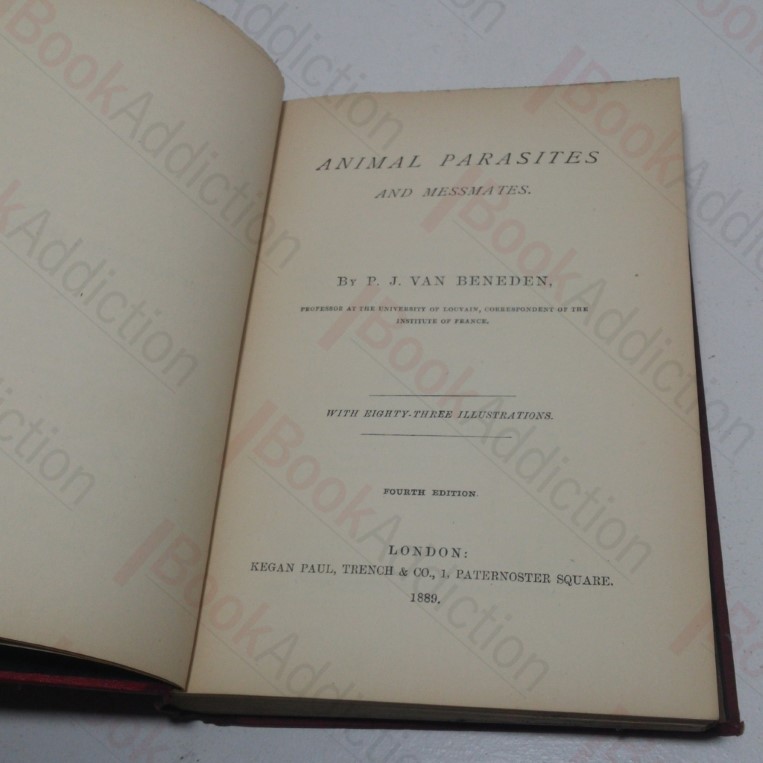 ANIMAL PARASITES
AND MESSMATES.
BY P. J. VAN BENEDEN,
PROFESSOR AT THE UNIVERSITY OF LOUVAIN, CORRESPONDENT OF THE
INSTITUTE OF FRANCE.
WITH EIGHTY-THREE ILLUSTRATIONS.
FOURTH EDITION.
LONDON:
KEGAN PAUL, TRENCH & CO., 1. PATERNOSTER SQUARE.
1889.
BookAddiction